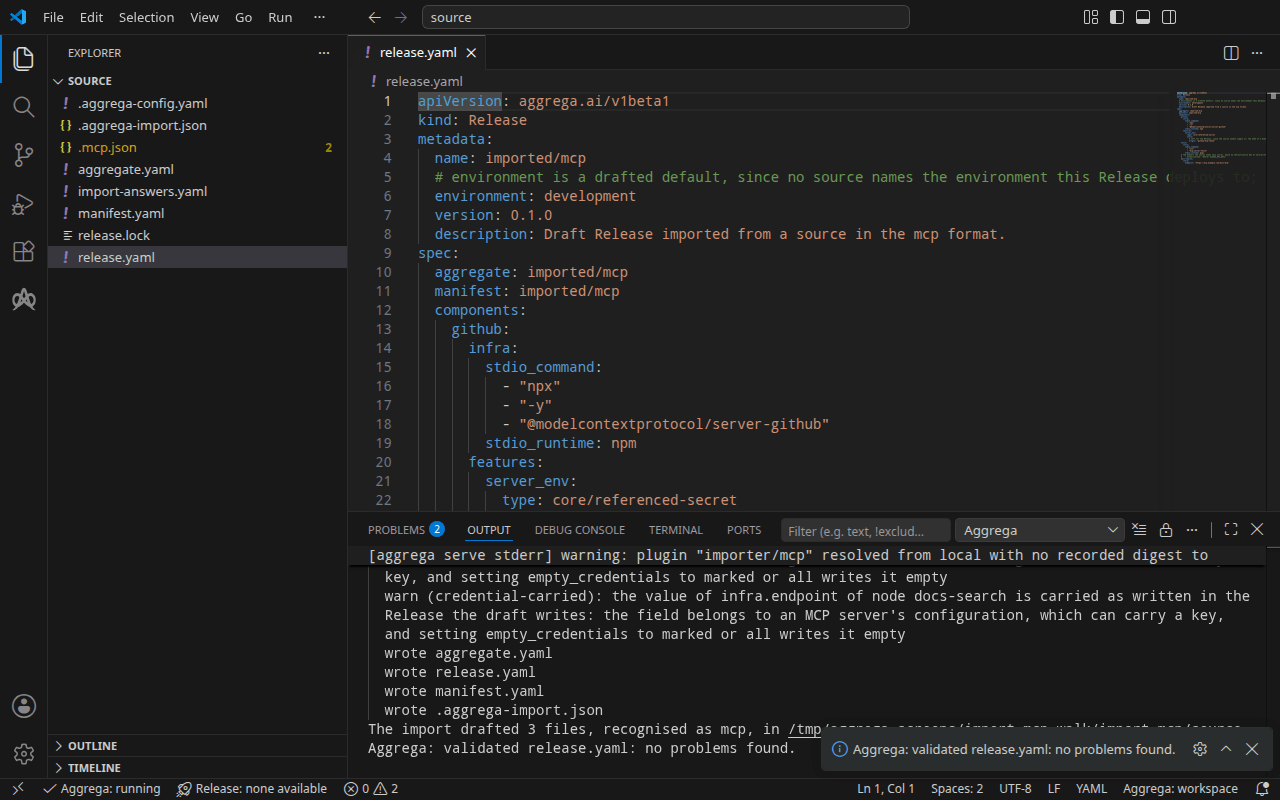 File Edit Selection View Go Run ···
source
EXPLORER
SOURCE
.aggrega-config.yaml
.aggrega-import.json
.mcp.json 2
aggregate.yaml
import-answers.yaml
manifest.yaml
release.lock
release.yaml
OUTLINE
TIMELINE
release.yaml
release.yaml
1 apiVersion: aggrega.ai/v1beta1
2 kind: Release
3 metadata:
4 name: imported/mcp
5 # environment is a drafted default, since no source names the environment this Release deploys to;
6 environment: development
7 version: 0.1.0
8 description: Draft Release imported from a source in the mcp format.
9 spec:
10 aggregate: imported/mcp
11 manifest: imported/mcp
12 components:
13 github:
14 infra:
15 stdio_command:
16 - "npx"
17 - "-y"
18 - "@modelcontextprotocol/server-github"
19 stdio_runtime: npm
20 features:
21 server_env:
22 type: core/referenced-secret
PROBLEMS 2 OUTPUT DEBUG CONSOLE TERMINAL PORTS Filter (e.g. text, !exclud... Aggrega
[aggrega serve stderr] warning: plugin "importer/mcp" resolved from local with no recorded digest to
key, and setting empty_credentials to marked or all writes it empty
warn (credential-carried): the value of infra.endpoint of node docs-search is carried as written in the
Release the draft writes: the field belongs to an MCP server's configuration, which can carry a key,
and setting empty_credentials to marked or all writes it empty
wrote aggregate.yaml
wrote release.yaml
wrote manifest.yaml
wrote .aggrega-import.json
The import drafted 3 files, recognised as mcp, in /tmp/aggrega-screens/import-mcp-walk/import-mcp/source
Aggrega: validated release.yaml: no problems found.
Aggrega: validated release.yaml: no problems found.
Aggrega: running Release: none available 0 2 Ln 1, Col 1 Spaces: 2 UTF-8 LF YAML Aggrega: workspace